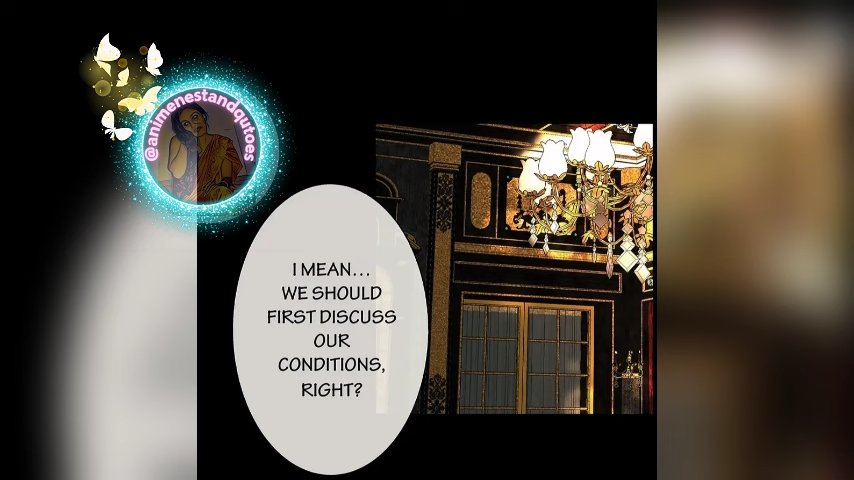 @animenestandqutoes
I MEAN...
WE SHOULD
FIRST DISCUSS
OUR
CONDITIONS,
RIGHT?